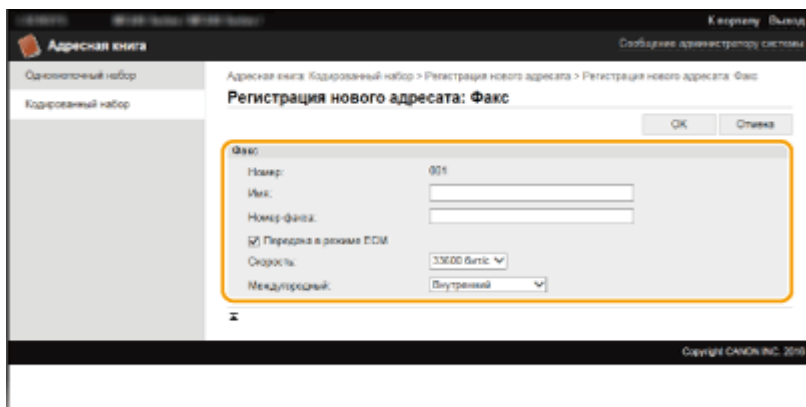 К порталу Выход
Адресная книга
Сообщение администратору системы
Однокнопочный набор
Кодированный набор
Адресная книга: Кодированный набор > Регистрация нового адресата > Регистрация нового адресата: Факс
Регистрация нового адресата: Факс
OK Отмена
Факс
Номер: 001
Имя:
Номер факса:
Передача в режиме ECM
Скорость: 33600 бит/с
Междугородный: Внутренний
Copyright CANON INC. 2016